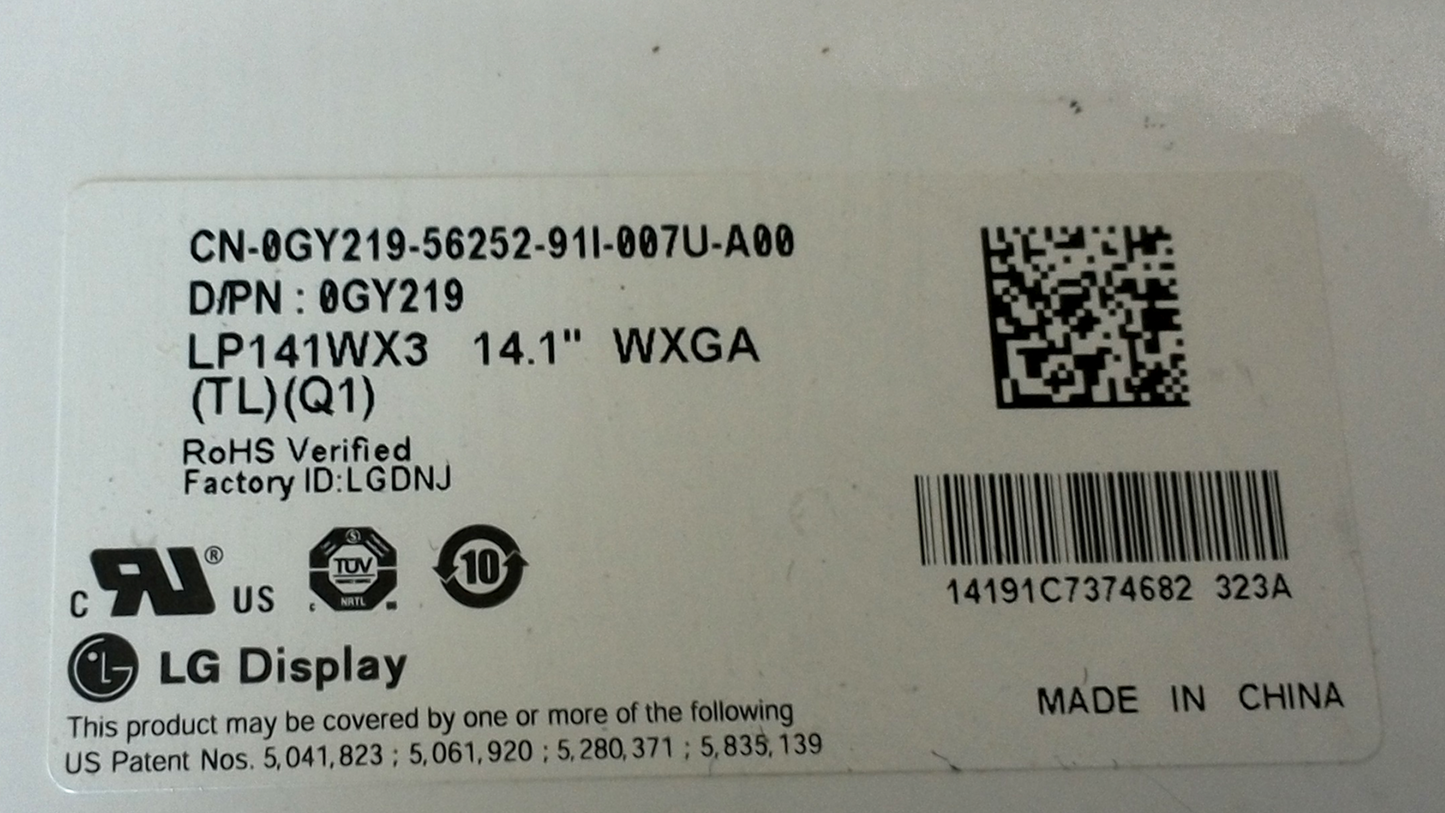 CN-0GY219-56252-91I-007U-A00
D/PN : 0GY219
LP141WX3 14.1" WXGA
(TL)(Q1)
RoHS Verified
Factory ID:LGDNJ
C RU ® US
TÜV
NRTL
10
14191C7374682 323A
LG Display
MADE IN CHINA
This product may be covered by one or more of the following
US Patent Nos. 5,041,823 ; 5,061,920 ; 5,280,371 ; 5,835,139